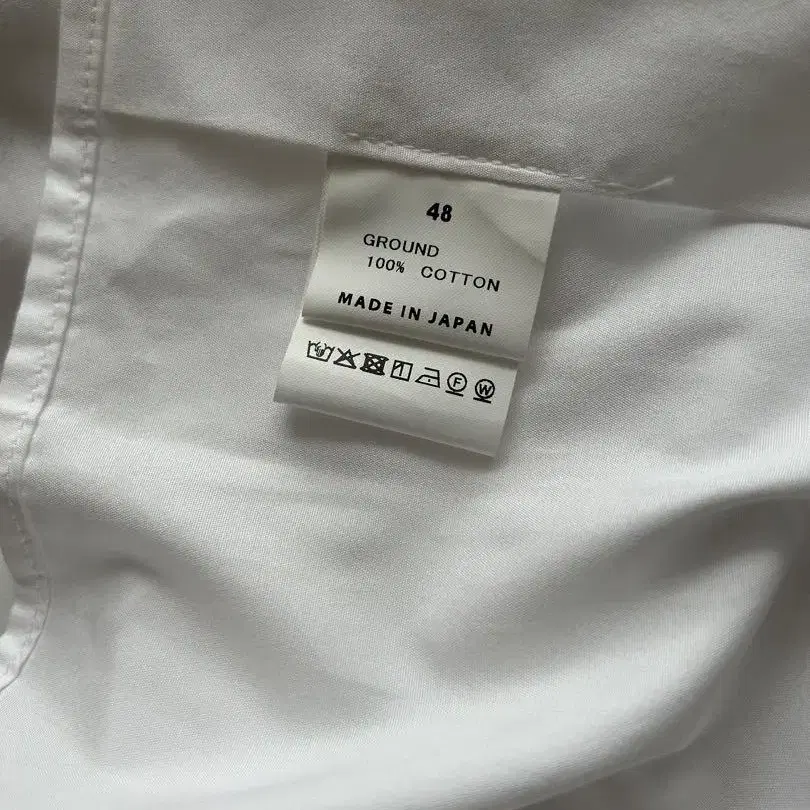 48
GROUND
100% COTTON
MADE IN JAPAN
F W